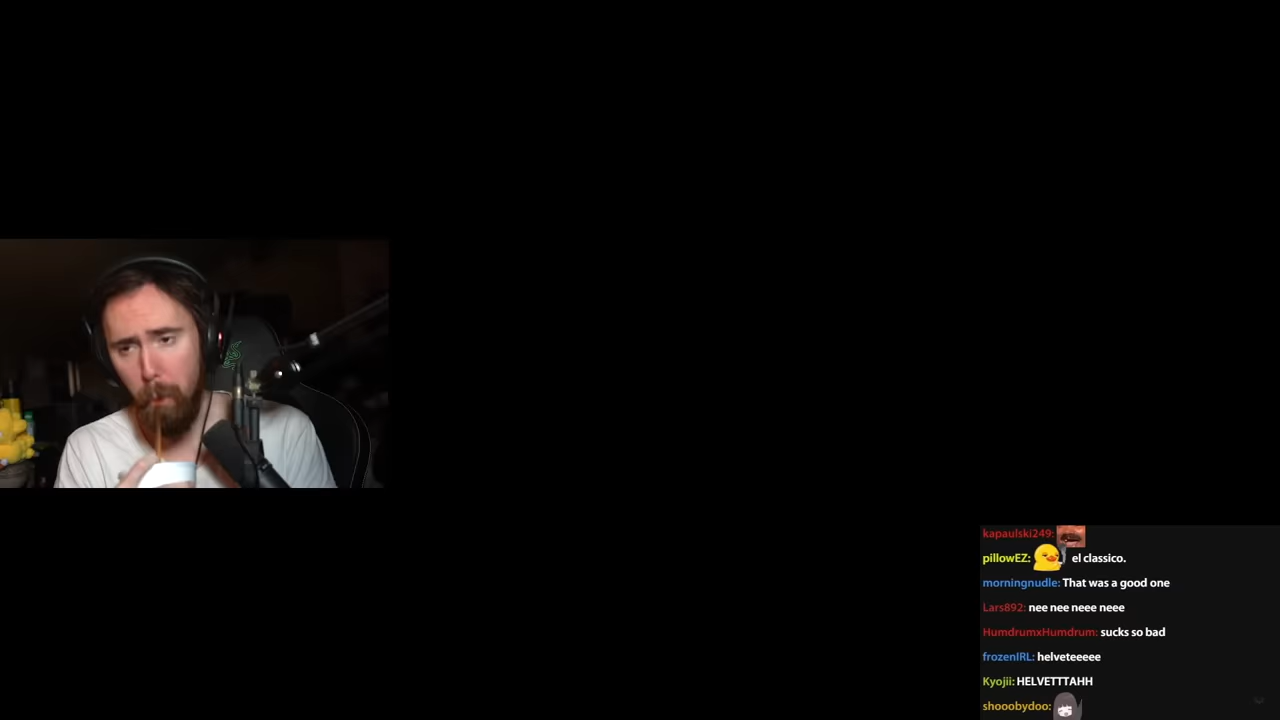 kapaulski249:
pillowEZ: el classico.
morningnudle: That was a good one
Lars892: nee nee neee neee
HumdrumxHumdrum: sucks so bad
frozenIRL: helveteeeee
Kyojii: HELVETTTAHH
shooobydoo: